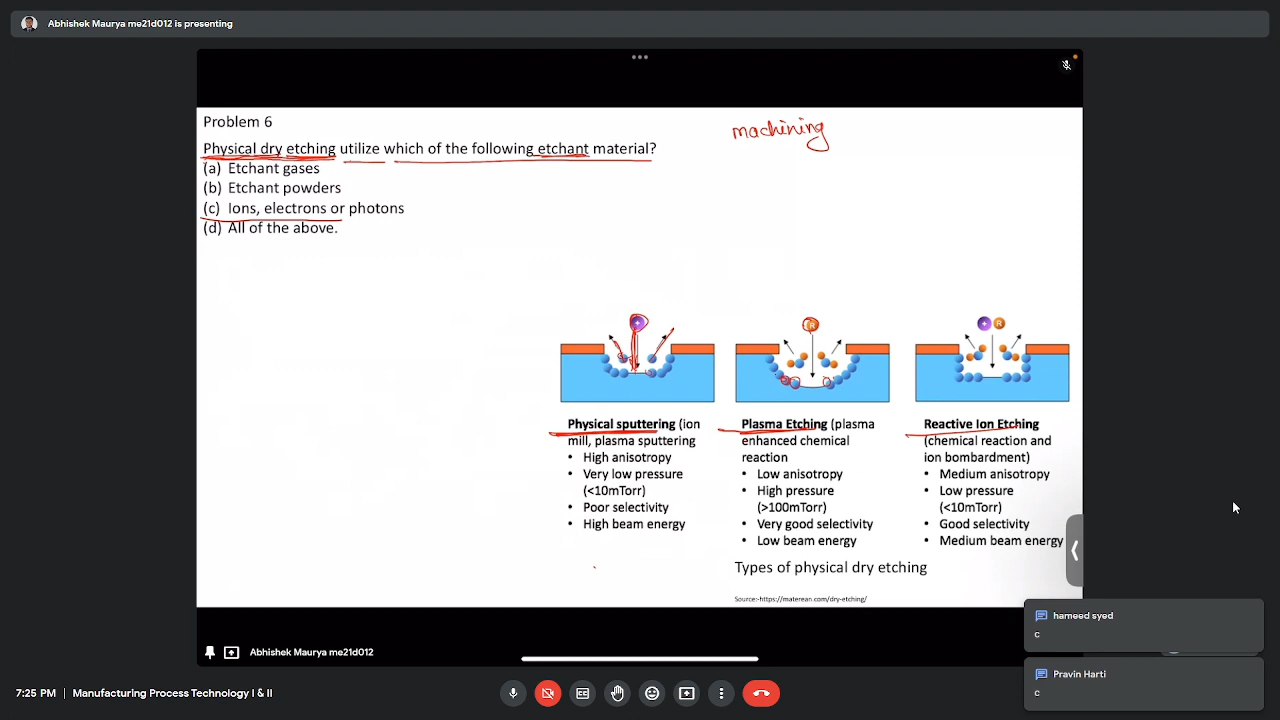 Abhishek Maurya me21d012 is presenting
Problem 6
machining
Physical dry etching utilize which of the following etchant material?
(a) Etchant gases
(b) Etchant powders
(c) Ions, electrons or photons
(d) All of the above.
+
R
+ R
Physical sputtering (ion
mill, plasma sputtering
• High anisotropy
• Very low pressure
(<10mTorr)
• Poor selectivity
• High beam energy
Plasma Etching (plasma
enhanced chemical
reaction
• Low anisotropy
• High pressure
(>100mTorr)
• Very good selectivity
• Low beam energy
Reactive Ion Etching
(chemical reaction and
ion bombardment)
• Medium anisotropy
• Low pressure
(<10mTorr)
• Good selectivity
• Medium beam energy
Types of physical dry etching
Source:-https://materean.com/dry-etching/
hameed syed
c
Pravin Harti
c
Abhishek Maurya me21d012
7:25 PM | Manufacturing Process Technology I & II